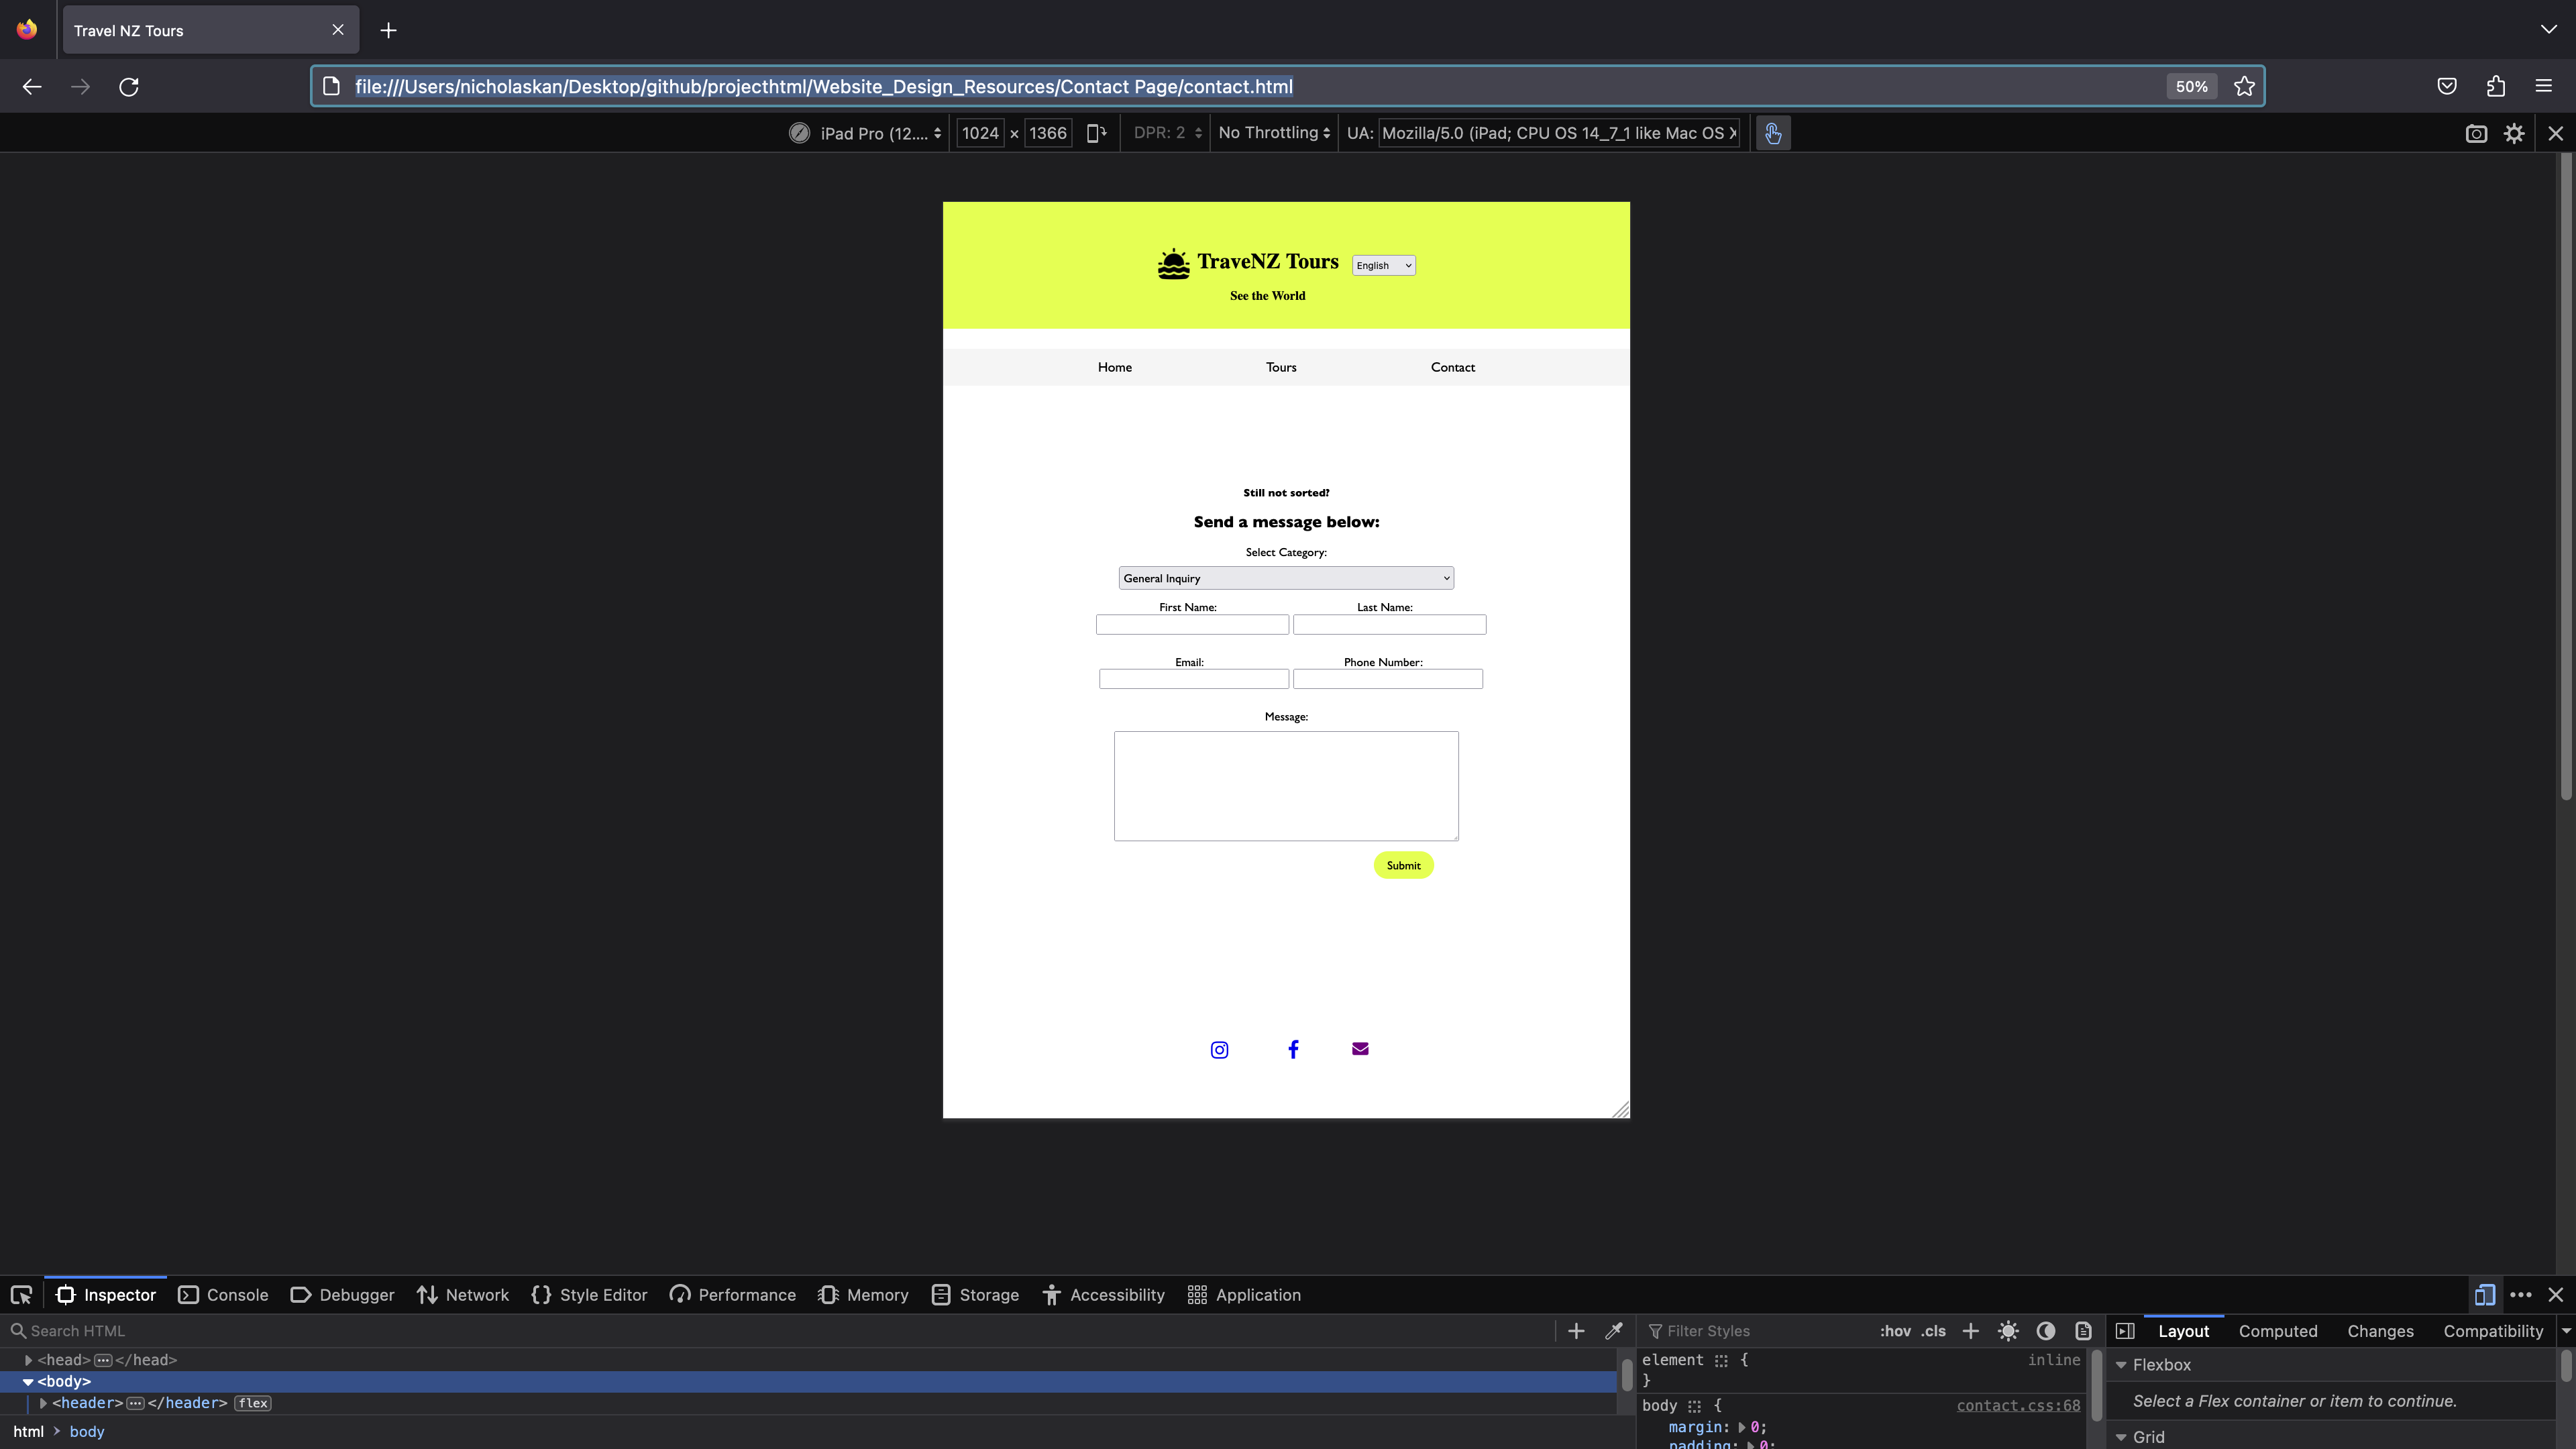 Travel NZ Tours
file:///Users/nicholaskan/Desktop/github/projecthtml/Website_Design_Resources/Contact Page/contact.html
50%
iPad Pro (12.... 1024 × 1366 DPR: 2 No Throttling UA: Mozilla/5.0 (iPad; CPU OS 14_7_1 like Mac OS X
TraveNZ Tours English
See the World
Home Tours Contact
Still not sorted?
Send a message below:
Select Category:
General Inquiry
First Name: Last Name:
Email: Phone Number:
Message:
Submit
Inspector Console Debugger Network Style Editor Performance Memory Storage Accessibility Application
Search HTML
Filter Styles :hov .cls
Layout Computed Changes Compatibility
<head> ••• </head>
<body>
<header> ••• </header> flex
html > body
element { inline
}
body { contact.css:68
margin: 0;
padding: 0;
Flexbox
Select a Flex container or item to continue.
Grid